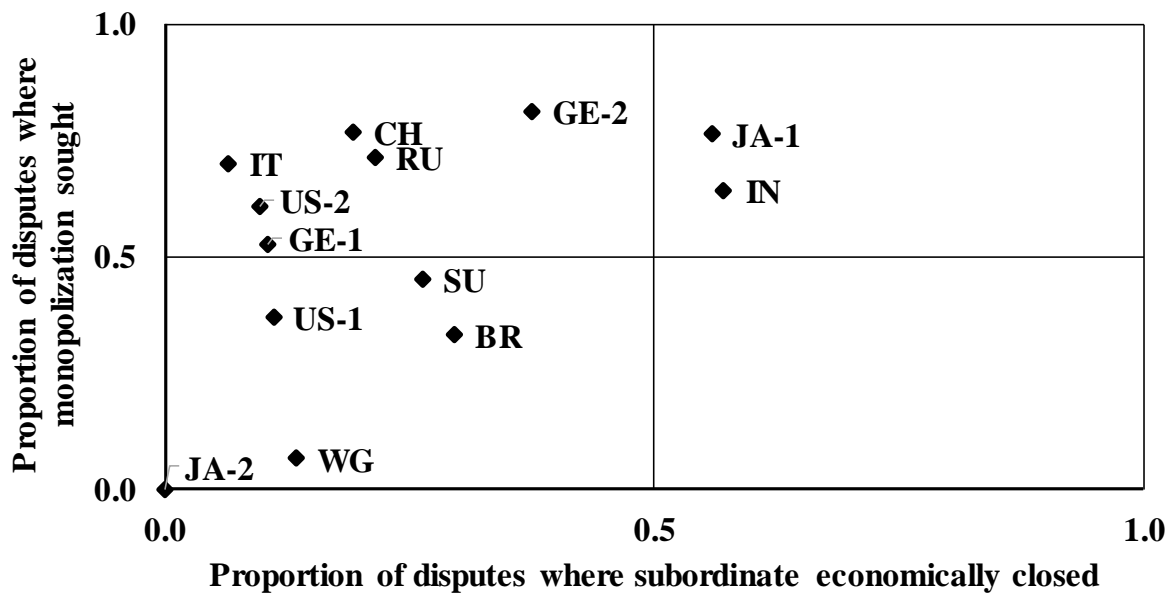 Proportion of disputes where
monopolization sought
1.0
0.5
0.0
GE-2
CH
JA-1
RU
IT
IN
US-2
GE-1
SU
US-1
BR
WG
JA-2
0.0 0.5 1.0
Proportion of disputes where subordinate economically closed